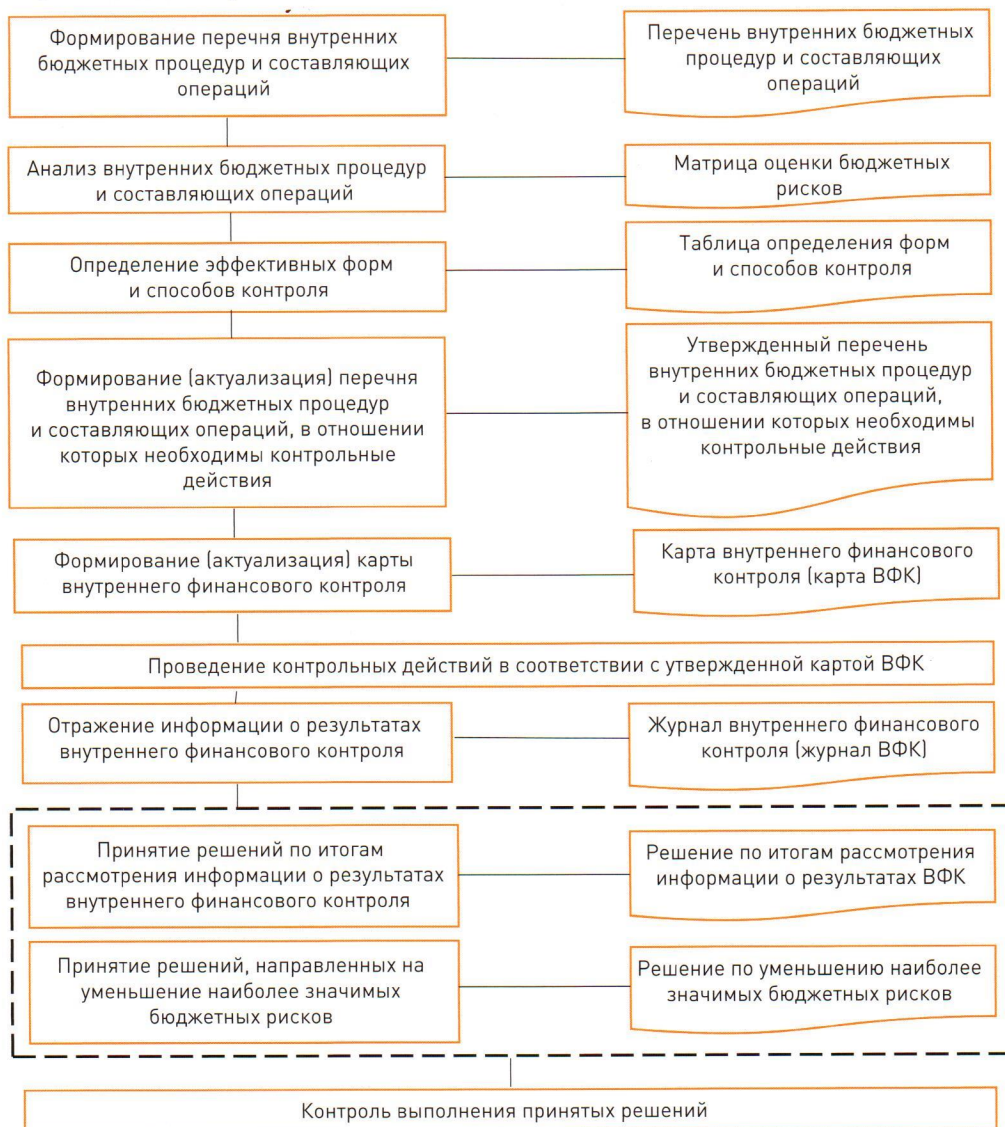 Формирование перечня внутренних
бюджетных процедур и составляющих
операций
Перечень внутренних бюджетных
процедур и составляющих
операций
Анализ внутренних бюджетных процедур
и составляющих операций
Матрица оценки бюджетных
рисков
Определение эффективных форм
и способов контроля
Таблица определения форм
и способов контроля
Формирование (актуализация) перечня
внутренних бюджетных процедур
и составляющих операций, в отношении
которых необходимы контрольные
действия
Утвержденный перечень
внутренних бюджетных процедур
и составляющих операций,
в отношении которых необходимы
контрольные действия
Формирование (актуализация) карты
внутреннего финансового контроля
Карта внутреннего финансового
контроля (карта ВФК)
Проведение контрольных действий в соответствии с утвержденной картой ВФК
Отражение информации о результатах
внутреннего финансового контроля
Журнал внутреннего финансового
контроля (журнал ВФК)
Принятие решений по итогам
рассмотрения информации о результатах
внутреннего финансового контроля
Решение по итогам рассмотрения
информации о результатах ВФК
Принятие решений, направленных на
уменьшение наиболее значимых
бюджетных рисков
Решение по уменьшению наиболее
значимых бюджетных рисков
Контроль выполнения принятых решений